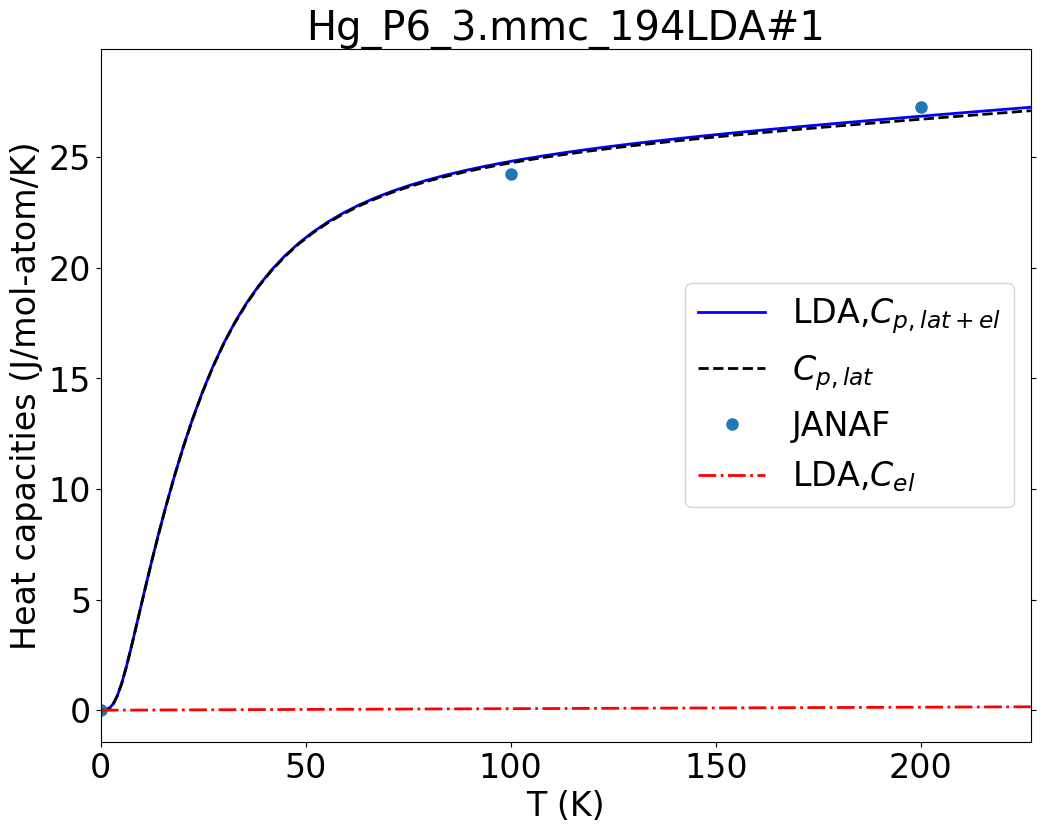 Hg_P6_3.mmc_194LDA#1
Heat capacities (J/mol-atom/K)
25
20
15
10
5
0
LDA,C_{p,lat+el}
C_{p,lat}
JANAF
LDA,C_{el}
0 50 100 150 200
T (K)